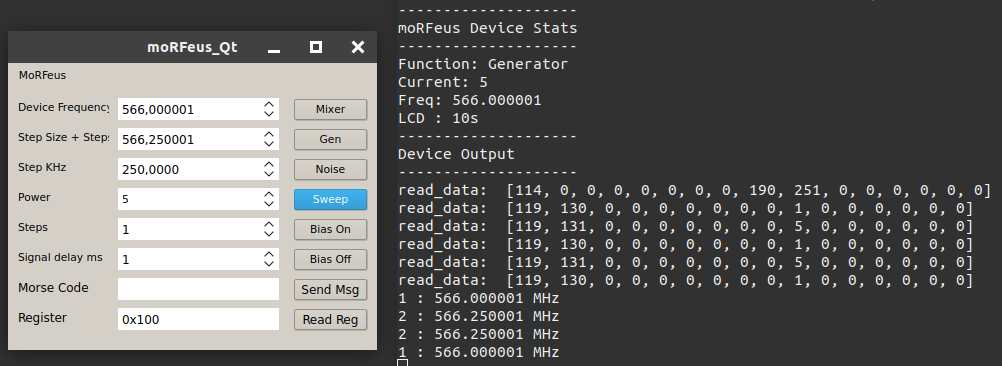 moRFeus_Qt
MoRFeus
Device Frequency 566,000001 Mixer
Step Size + Steps 566,250001 Gen
Step KHz 250,0000 Noise
Power 5 Sweep
Steps 1 Bias On
Signal delay ms 1 Bias Off
Morse Code Send Msg
Register 0x100 Read Reg
--------------------
moRFeus Device Stats
--------------------
Function: Generator
Current: 5
Freq: 566.000001
LCD : 10s
--------------------
Device Output
--------------------
read_data:  [114, 0, 0, 0, 0, 0, 0, 0, 190, 251, 0, 0, 0, 0, 0, 0]
read_data:  [119, 130, 0, 0, 0, 0, 0, 0, 0, 0, 1, 0, 0, 0, 0, 0]
read_data:  [119, 131, 0, 0, 0, 0, 0, 0, 0, 0, 5, 0, 0, 0, 0, 0]
read_data:  [119, 130, 0, 0, 0, 0, 0, 0, 0, 0, 1, 0, 0, 0, 0, 0]
read_data:  [119, 131, 0, 0, 0, 0, 0, 0, 0, 0, 5, 0, 0, 0, 0, 0]
read_data:  [119, 130, 0, 0, 0, 0, 0, 0, 0, 0, 1, 0, 0, 0, 0, 0]
1 : 566.000001 MHz
2 : 566.250001 MHz
2 : 566.250001 MHz
1 : 566.000001 MHz